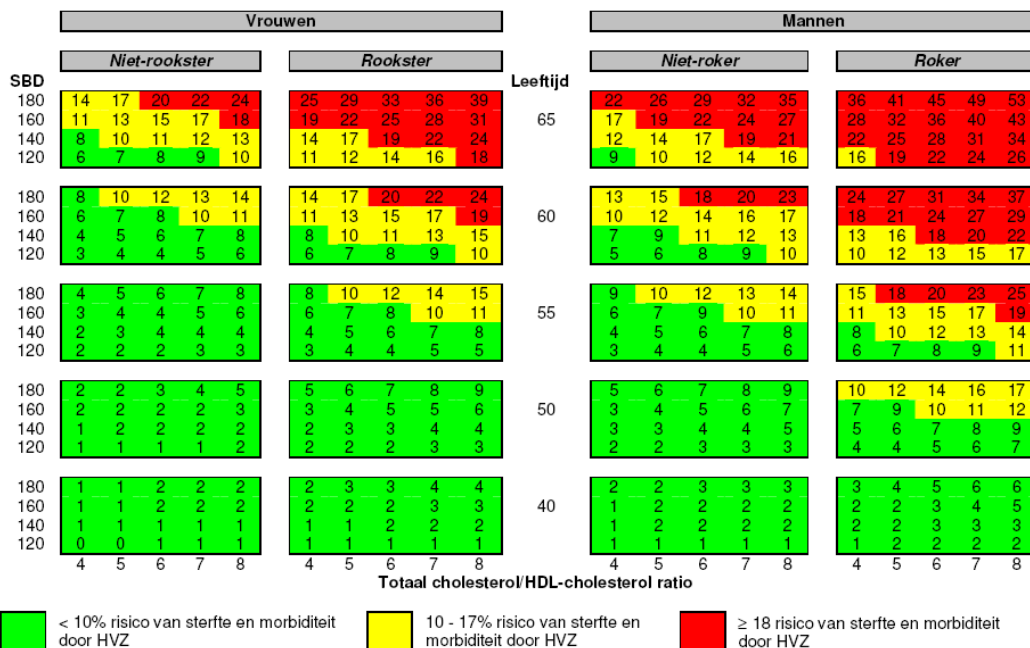 Vrouwen Mannen
Niet-rookster Rookster Niet-roker Roker
SBD Leeftijd
180 14 17 20 22 24 25 29 33 36 39 22 26 29 32 35 36 41 45 49 53
160 11 13 15 17 18 19 22 25 28 31 65 17 19 22 24 27 28 32 36 40 43
140 8 10 11 12 13 14 17 19 22 24 12 14 17 19 21 22 25 28 31 34
120 6 7 8 9 10 11 12 14 16 18 9 10 12 14 16 16 19 22 24 26
180 8 10 12 13 14 14 17 20 22 24 13 15 18 20 23 24 27 31 34 37
160 6 7 8 10 11 11 13 15 17 19 60 10 12 14 16 17 18 21 24 27 29
140 4 5 6 7 8 8 10 11 13 15 7 9 11 12 13 13 16 18 20 22
120 3 4 4 5 6 6 7 8 9 10 5 6 8 9 10 10 12 13 15 17
180 4 5 6 7 8 8 10 12 14 15 9 10 12 13 14 15 18 20 23 25
160 3 4 4 5 6 6 7 8 10 11 55 6 7 9 10 11 11 13 15 17 19
140 2 3 4 4 4 4 5 6 7 8 4 5 6 7 8 8 10 12 13 14
120 2 2 2 3 3 3 4 4 5 5 3 4 4 5 6 6 7 8 9 11
180 2 2 3 4 5 5 6 7 8 9 5 6 7 8 9 10 12 14 16 17
160 2 2 2 2 3 3 4 5 5 6 50 3 4 5 6 7 7 9 10 11 12
140 1 2 2 2 2 2 3 3 4 4 3 3 4 4 5 5 6 7 8 9
120 1 1 1 1 2 2 2 2 3 3 2 2 3 3 3 4 4 5 6 7
180 1 1 2 2 2 2 3 3 4 4 2 2 3 3 3 3 4 5 6 6
160 1 1 2 2 2 2 2 2 3 3 40 1 2 2 2 2 2 2 3 4 5
140 1 1 1 1 1 1 1 2 2 2 1 2 2 2 2 2 2 3 3 3
120 0 0 1 1 1 1 1 1 1 1 1 1 1 1 1 1 2 2 2 2
4 5 6 7 8 4 5 6 7 8 4 5 6 7 8 4 5 6 7 8
Totaal cholesterol/HDL-cholesterol ratio
< 10% risico van sterfte en morbiditeit
door HVZ
10 - 17% risico van sterfte en
morbiditeit door HVZ
≥ 18 risico van sterfte en morbiditeit
door HVZ